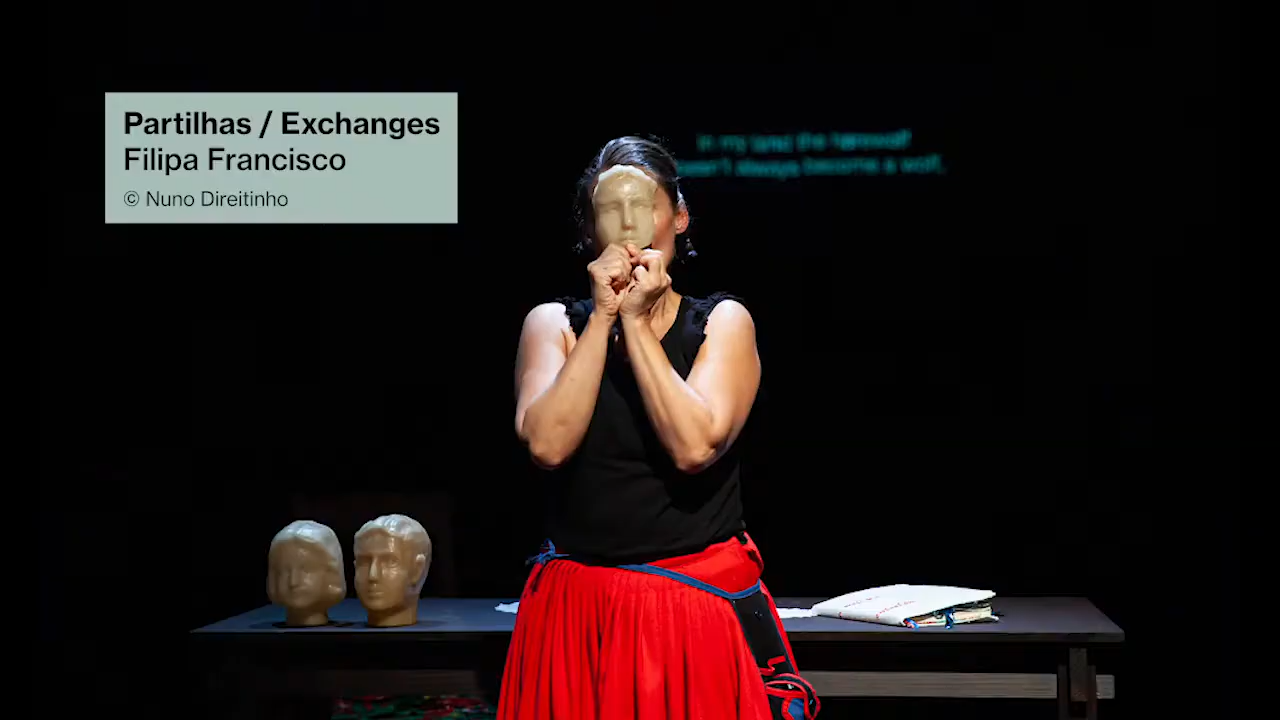 Partilhas / Exchanges
Filipa Francisco
© Nuno Direitinho
In my land the
always become a wolf,